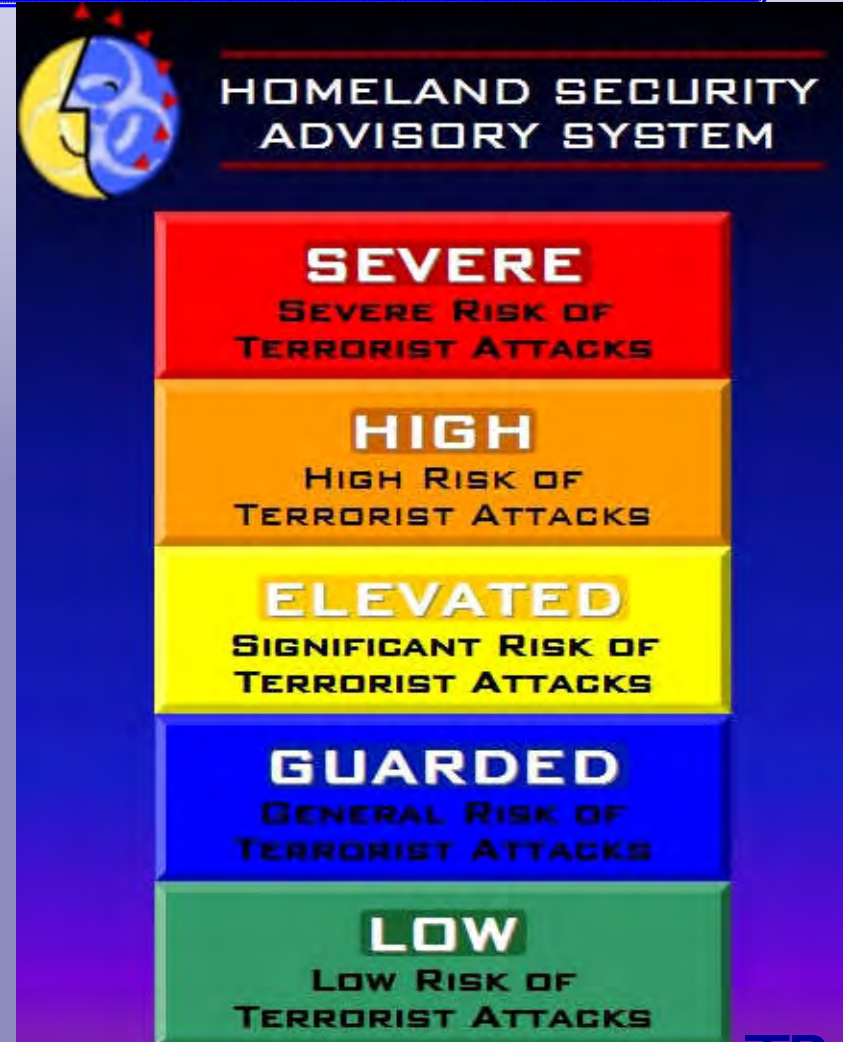 HOMELAND SECURITY
ADVISORY SYSTEM
SEVERE
SEVERE RISK OF
TERRORIST ATTACKS
HIGH
HIGH RISK OF
TERRORIST ATTACKS
ELEVATED
SIGNIFICANT RISK OF
TERRORIST ATTACKS
GUARDED
GENERAL RISK OF
TERRORIST ATTACKS
LOW
LOW RISK OF
TERRORIST ATTACKS